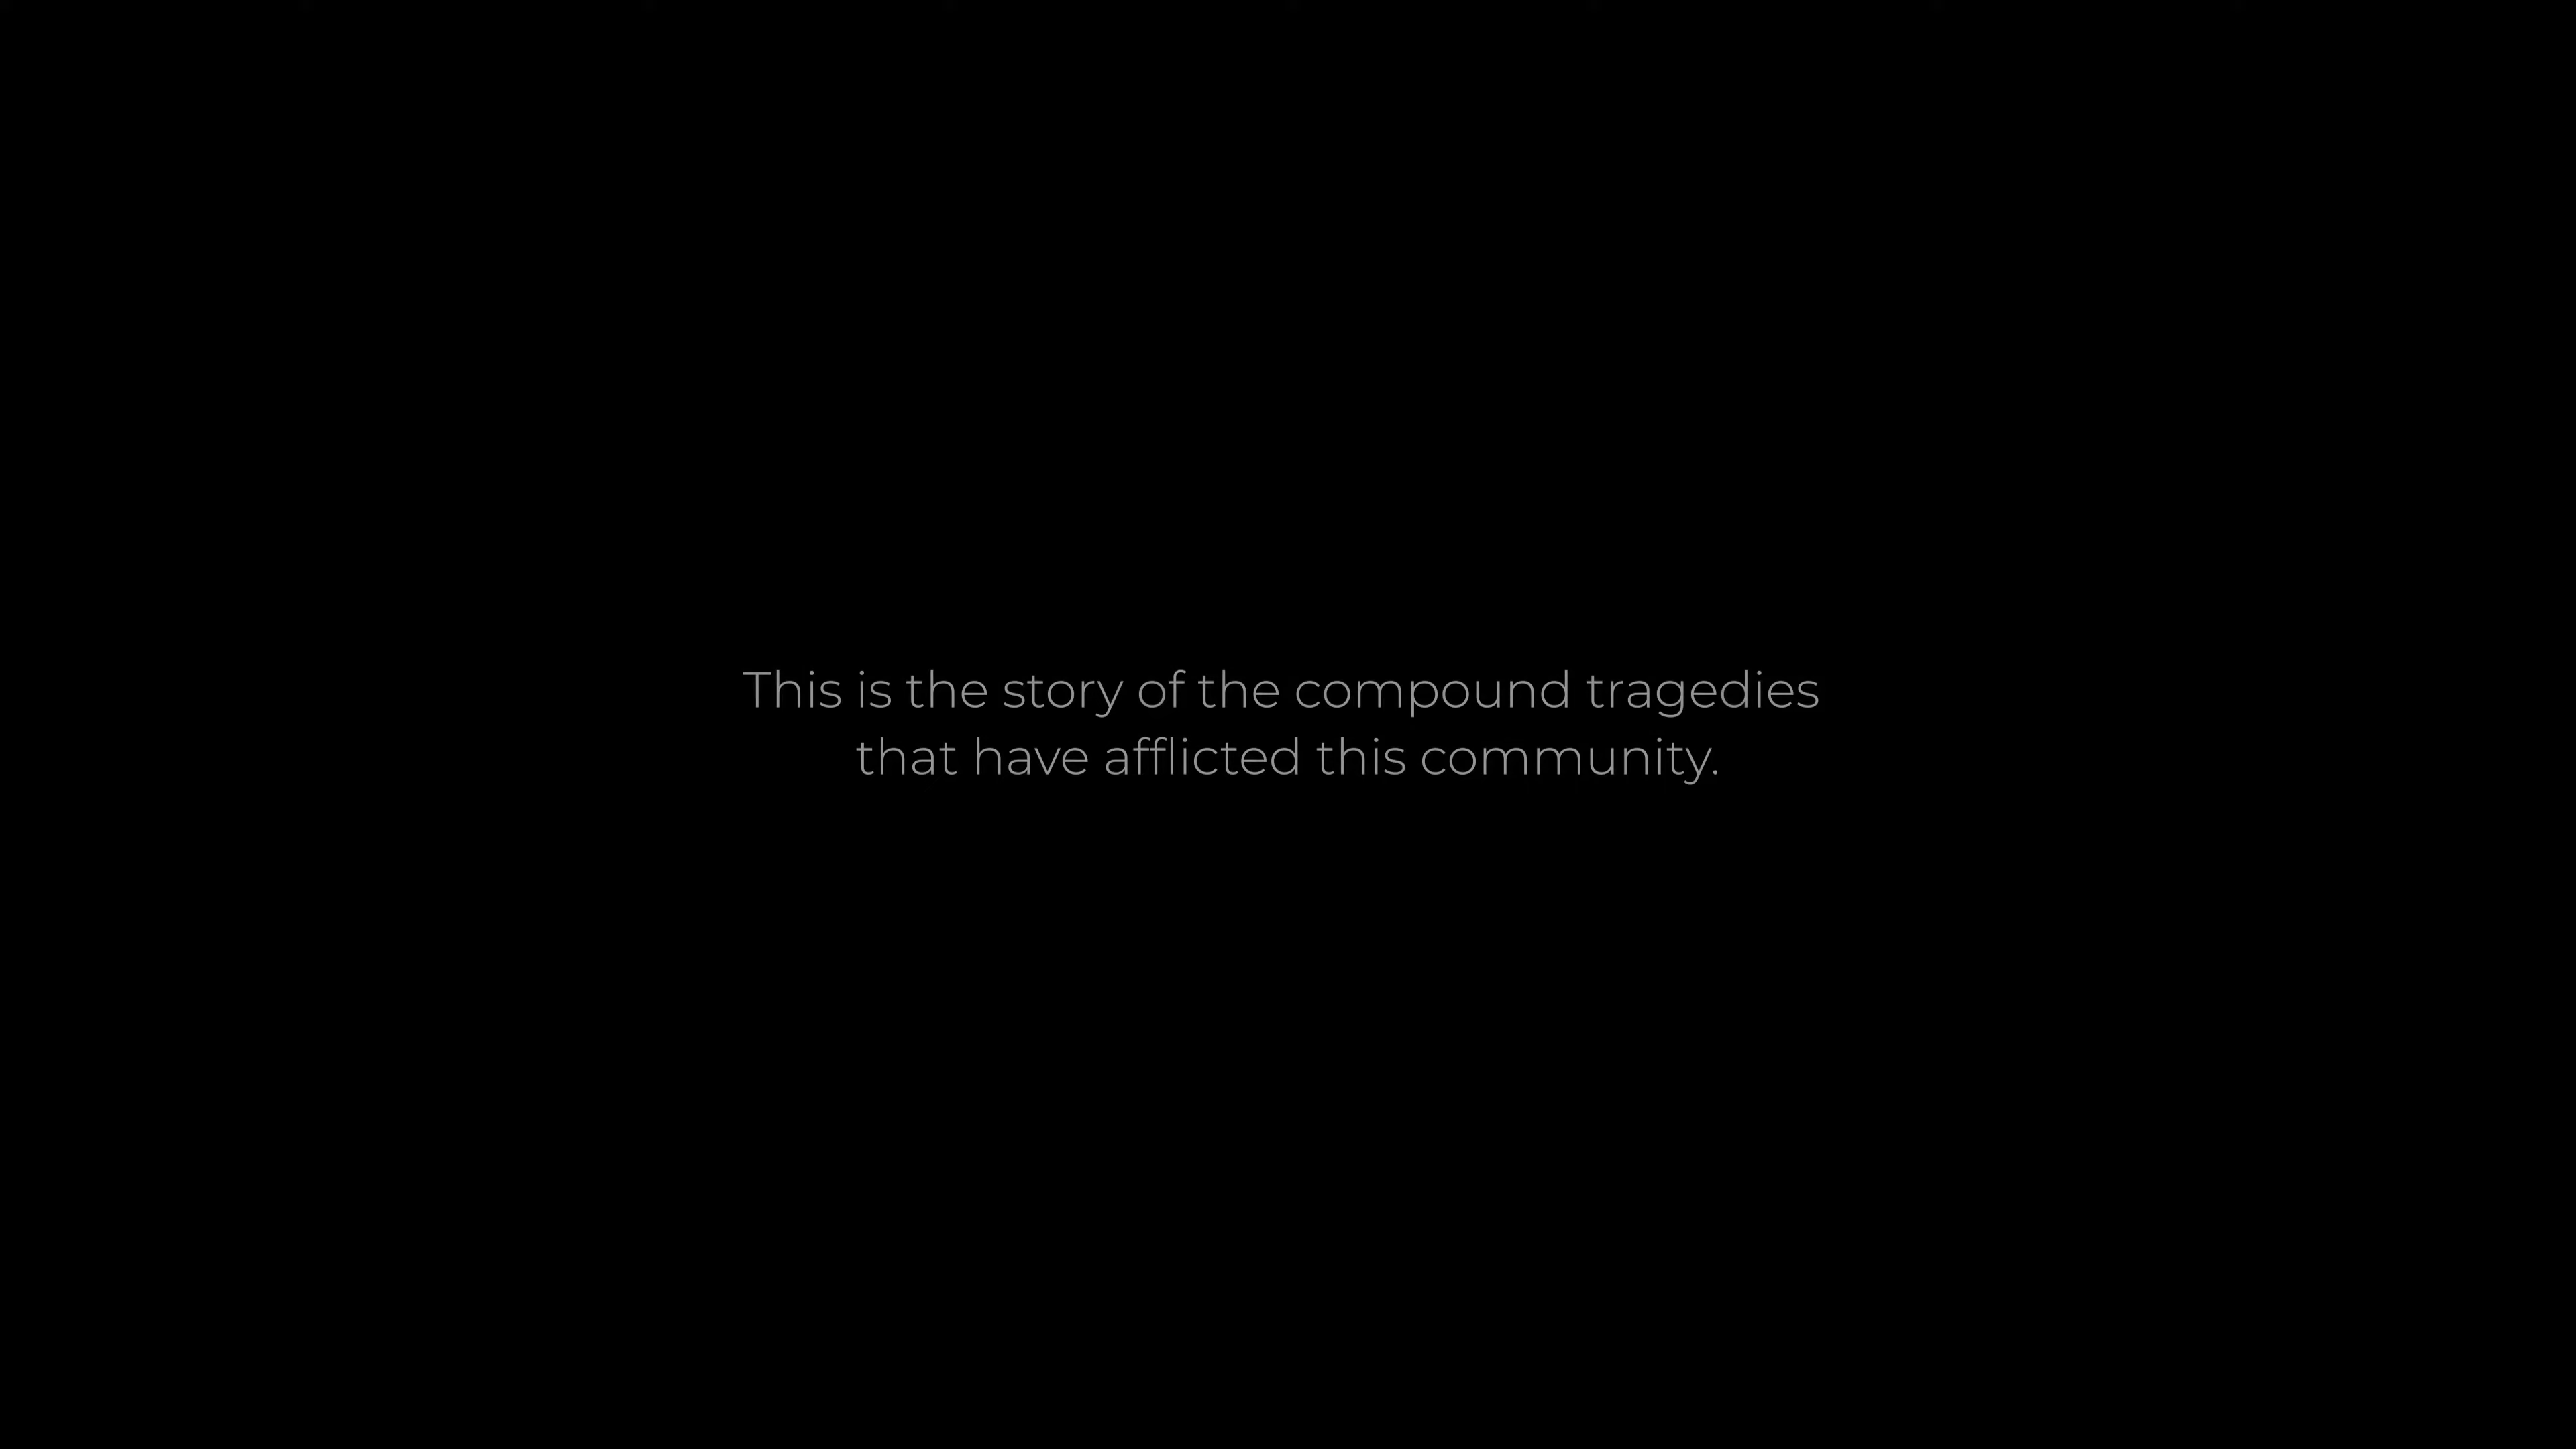 This is the story of the compound tragedies
that have afflicted this community.